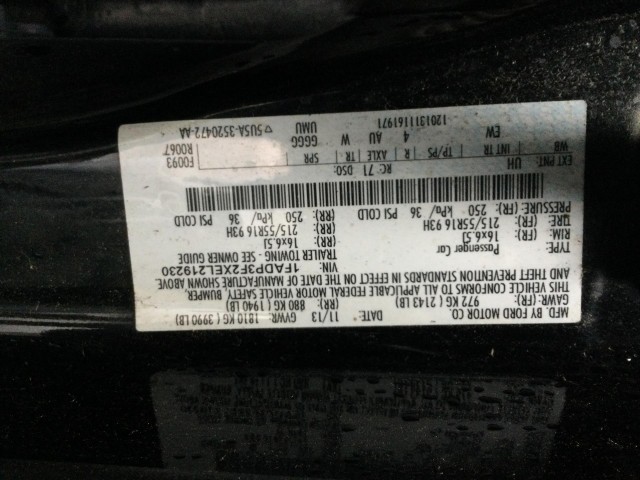 MFD. BY FORD MOTOR CO.
DATE: 11/13 GVWR: 1810 KG ( 3990 LB)
GAWR: (FR): 972 KG ( 2143 LB) (RR): 880 KG ( 1940 LB)
THIS VEHICLE CONFORMS TO ALL APPLICABLE FEDERAL MOTOR VEHICLE SAFETY, BUMPER,
AND THEFT PREVENTION STANDARDS IN EFFECT ON THE DATE OF MANUFACTURE SHOWN ABOVE
VIN: 1FADP3F2XEL219230
TYPE: Passenger Car TRAILER TOWING - SEE OWNER GUIDE
RIM: 16x6.5J (RR): 16x6.5J
TIRE: (FR): 215/55R16 93H (RR): 215/55R16 93H
PRESSURE: (FR): 250 kPa/ 36 PSI COLD (RR): 250 kPa/ 36 PSI COLD
EXT PNT: UH RC: 71 DSO: F0093
WB INT TR TP/PS R AXLE TR SPR R0067
EW 4 AU W GGGG
UMU
1201311161971 5U5A-3520472-AA